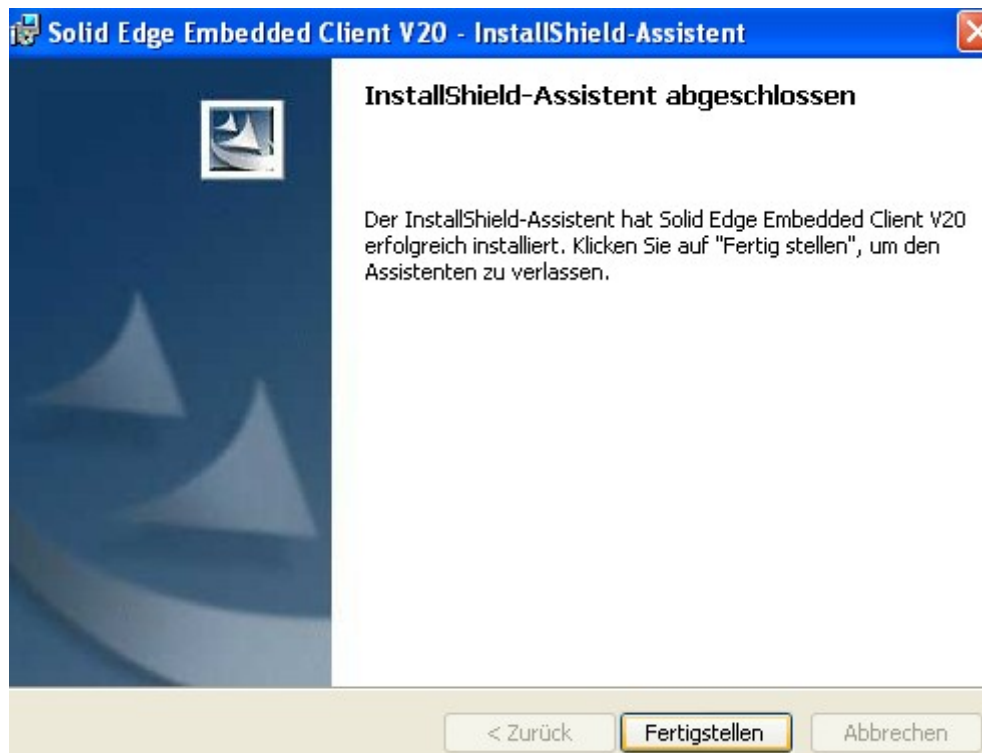 Solid Edge Embedded Client V20 - InstallShield-Assistent
InstallShield-Assistent abgeschlossen
Der InstallShield-Assistent hat Solid Edge Embedded Client V20
erfolgreich installiert. Klicken Sie auf "Fertig stellen", um den
Assistenten zu verlassen.
< Zurück Fertigstellen Abbrechen